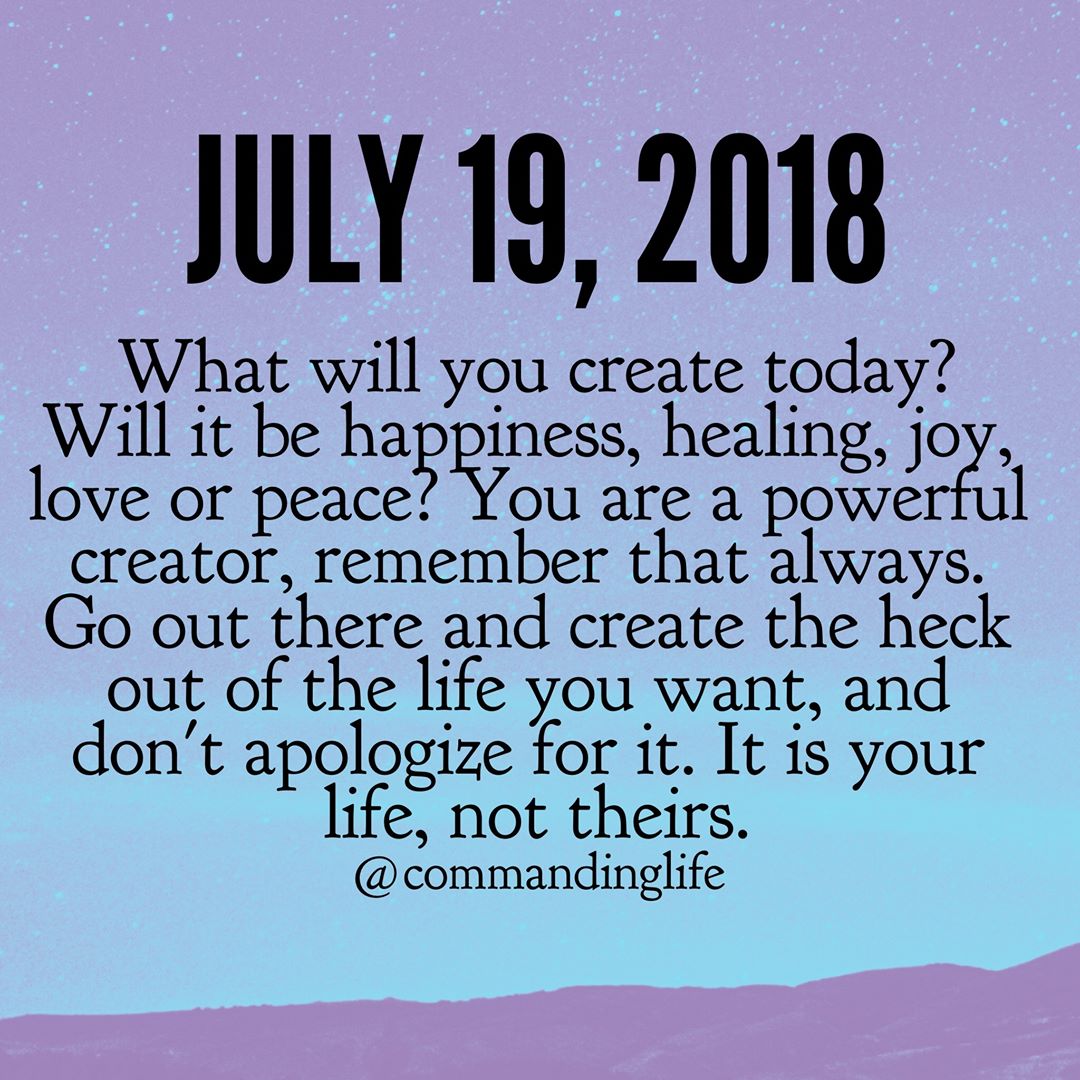 JULY 19, 2018
What will you create today?
Will it be happiness, healing, joy,
love or peace? You are a powerful
creator, remember that always.
Go out there and create the heck
out of the life you want, and
don't apologize for it. It is your
life, not theirs.
@commandinglife